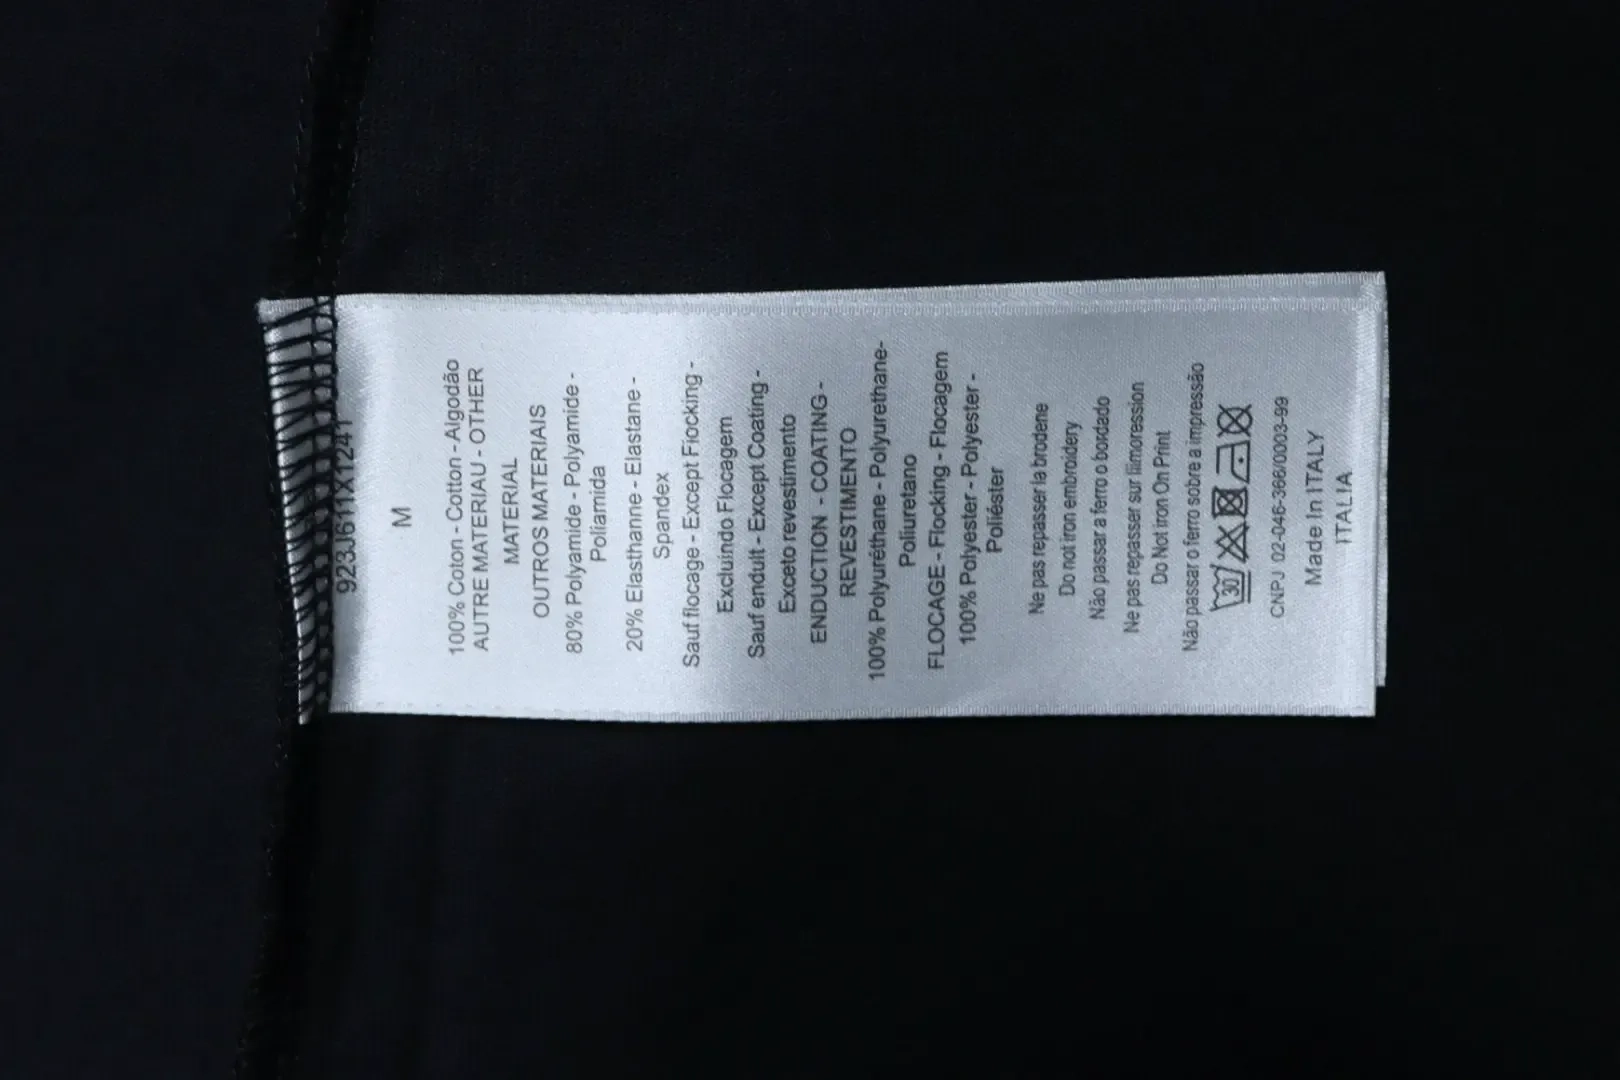 923J611X1241
M
100% Coton - Cotton - Algodão
AUTRE MATERIAU - OTHER
MATERIAL
OUTROS MATERIAIS
80% Polyamide - Polyamide -
Poliamida
20% Elasthanne - Elastane -
Spandex
Sauf flocage - Except Fiocking -
Excluindo Flocagem
Sauf enduIt - Except Coating -
Exceto revestimento
ENDUCTION - COATING -
REVESTIMENTO
100% Polyuréthane - Polyurethane-
Poliuretano
FLOCAGE - Flocking - Flocagem
100% Polyester - Polyester -
Poliéster
Ne pas repasser la brodene
Do not iron embroidery
Não passar a ferro o bordado
Ne pas repasser sur llimoression
Do Not iron On Print
Não passar o ferro sobre a impressão
30
CNPJ 02-046-366/0003-99
Made In ITALY
ITALIA